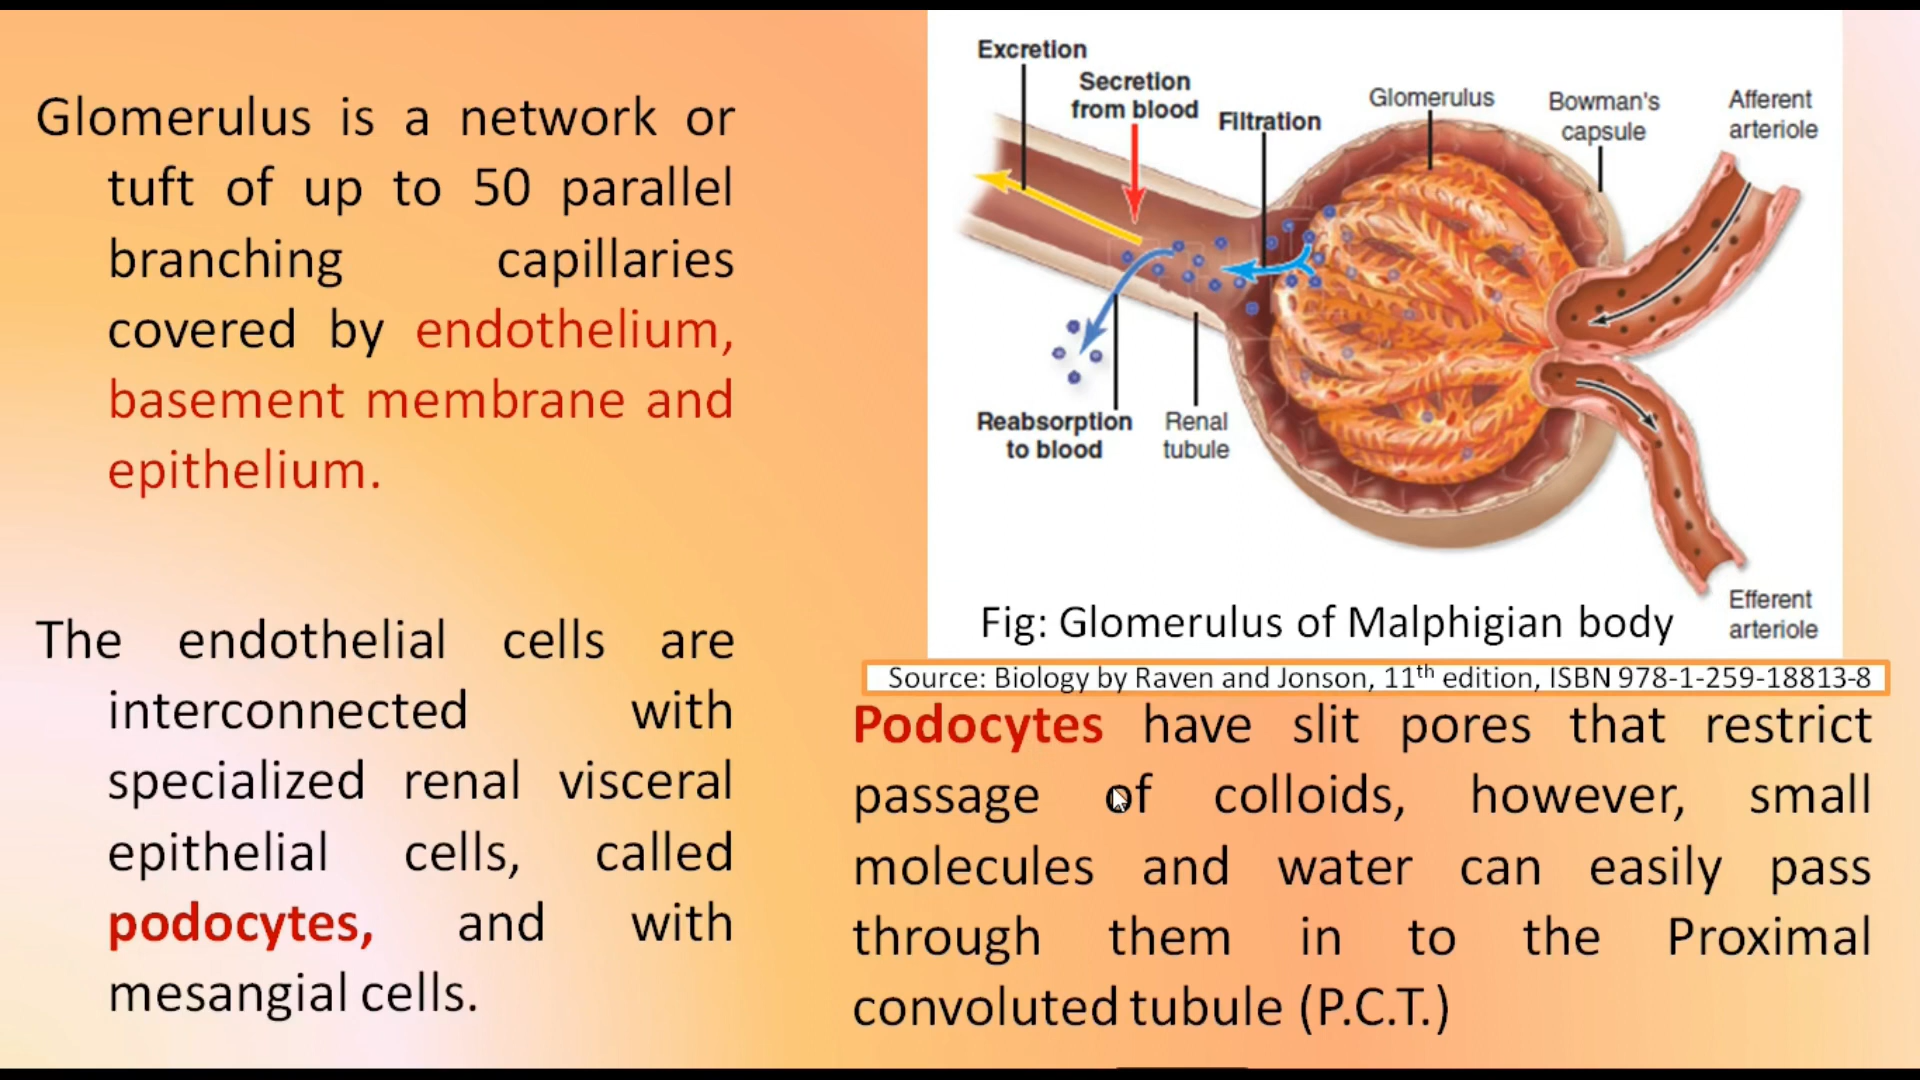 Glomerulus is a network or
tuft of up to 50 parallel
branching capillaries
covered by endothelium,
basement membrane and
epithelium.
The endothelial cells are
interconnected with
specialized renal visceral
epithelial cells, called
podocytes, and with
mesangial cells.
Excretion
Secretion
from blood
Filtration
Glomerulus
Bowman's
capsule
Afferent
arteriole
Reabsorption
to blood
Renal
tubule
Efferent
arteriole
Fig: Glomerulus of Malphigian body
Source: Biology by Raven and Jonson, 11th edition, ISBN 978-1-259-18813-8
Podocytes have slit pores that restrict
passage of colloids, however, small
molecules and water can easily pass
through them in to the Proximal
convoluted tubule (P.C.T.)